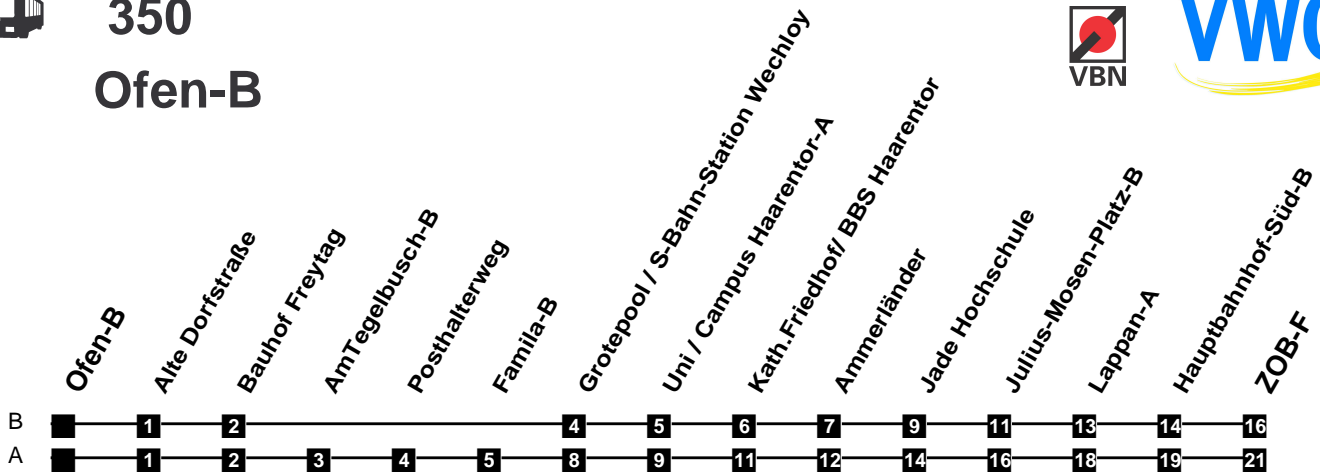 350
Ofen-B
VBN
Ofen-B
Alte Dorfstraße
Bauhof Freytag
AmTegelbusch-B
Posthalterweg
Famila-B
Grotepool / S-Bahn-Station Wechloy
Uni / Campus Haarentor-A
Kath.Friedhof/ BBS Haarentor
Ammerländer
Jade Hochschule
Julius-Mosen-Platz-B
Lappan-A
Hauptbahnhof-Süd-B
ZOB-F
B 1 2 4 5 6 7 9 11 13 14 16
A 1 2 3 4 5 8 9 11 12 14 16 18 19 21